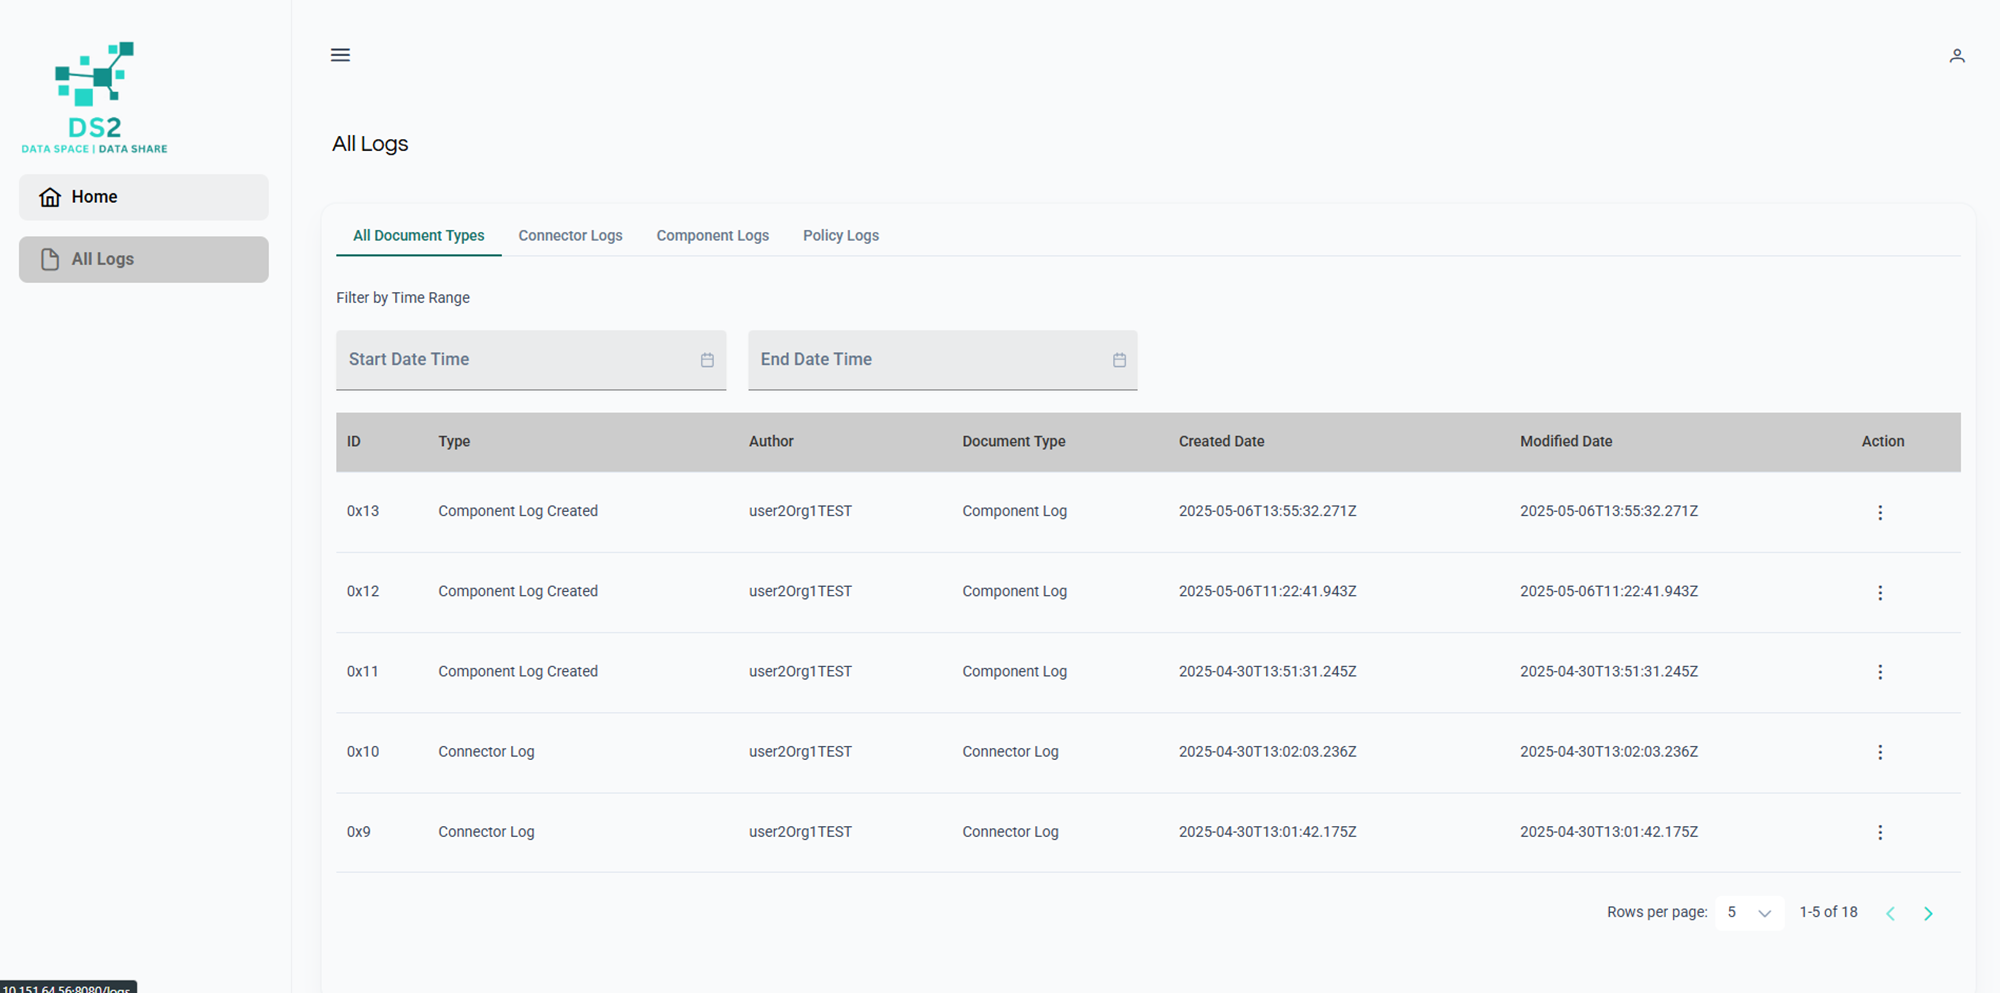 DS2
DATA SPACE | DATA SHARE
Home
All Logs
All Logs
All Document Types Connector Logs Component Logs Policy Logs
Filter by Time Range
Start Date Time End Date Time
ID Type Author Document Type Created Date Modified Date Action
0x13 Component Log Created user2Org1TEST Component Log 2025-05-06T13:55:32.271Z 2025-05-06T13:55:32.271Z
0x12 Component Log Created user2Org1TEST Component Log 2025-05-06T11:22:41.943Z 2025-05-06T11:22:41.943Z
0x11 Component Log Created user2Org1TEST Component Log 2025-04-30T13:51:31.245Z 2025-04-30T13:51:31.245Z
0x10 Connector Log user2Org1TEST Connector Log 2025-04-30T13:02:03.236Z 2025-04-30T13:02:03.236Z
0x9 Connector Log user2Org1TEST Connector Log 2025-04-30T13:01:42.175Z 2025-04-30T13:01:42.175Z
Rows per page: 5 1-5 of 18
10.151.64.56:8080/logs